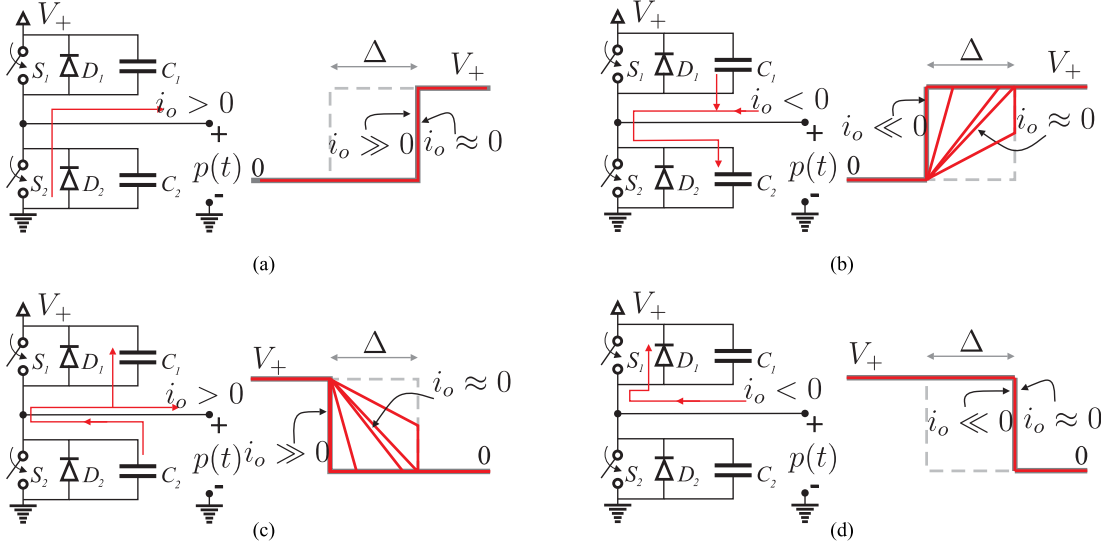 V+
S1 D1 C1
io > 0
+
S2 D2 C2
p(t)
-
Δ
V+
io ≫ 0
io ≈ 0
0
(a)
V+
S1 D1 C1
io < 0
+
S2 D2 C2
p(t)
-
Δ
V+
io ≪ 0
io ≈ 0
0
(b)
V+
S1 D1 C1
io > 0
+
S2 D2 C2
p(t)
-
V+
Δ
io ≈ 0
io ≫ 0
0
(c)
V+
S1 D1 C1
io < 0
+
S2 D2 C2
p(t)
-
V+
Δ
io ≪ 0
io ≈ 0
0
(d)